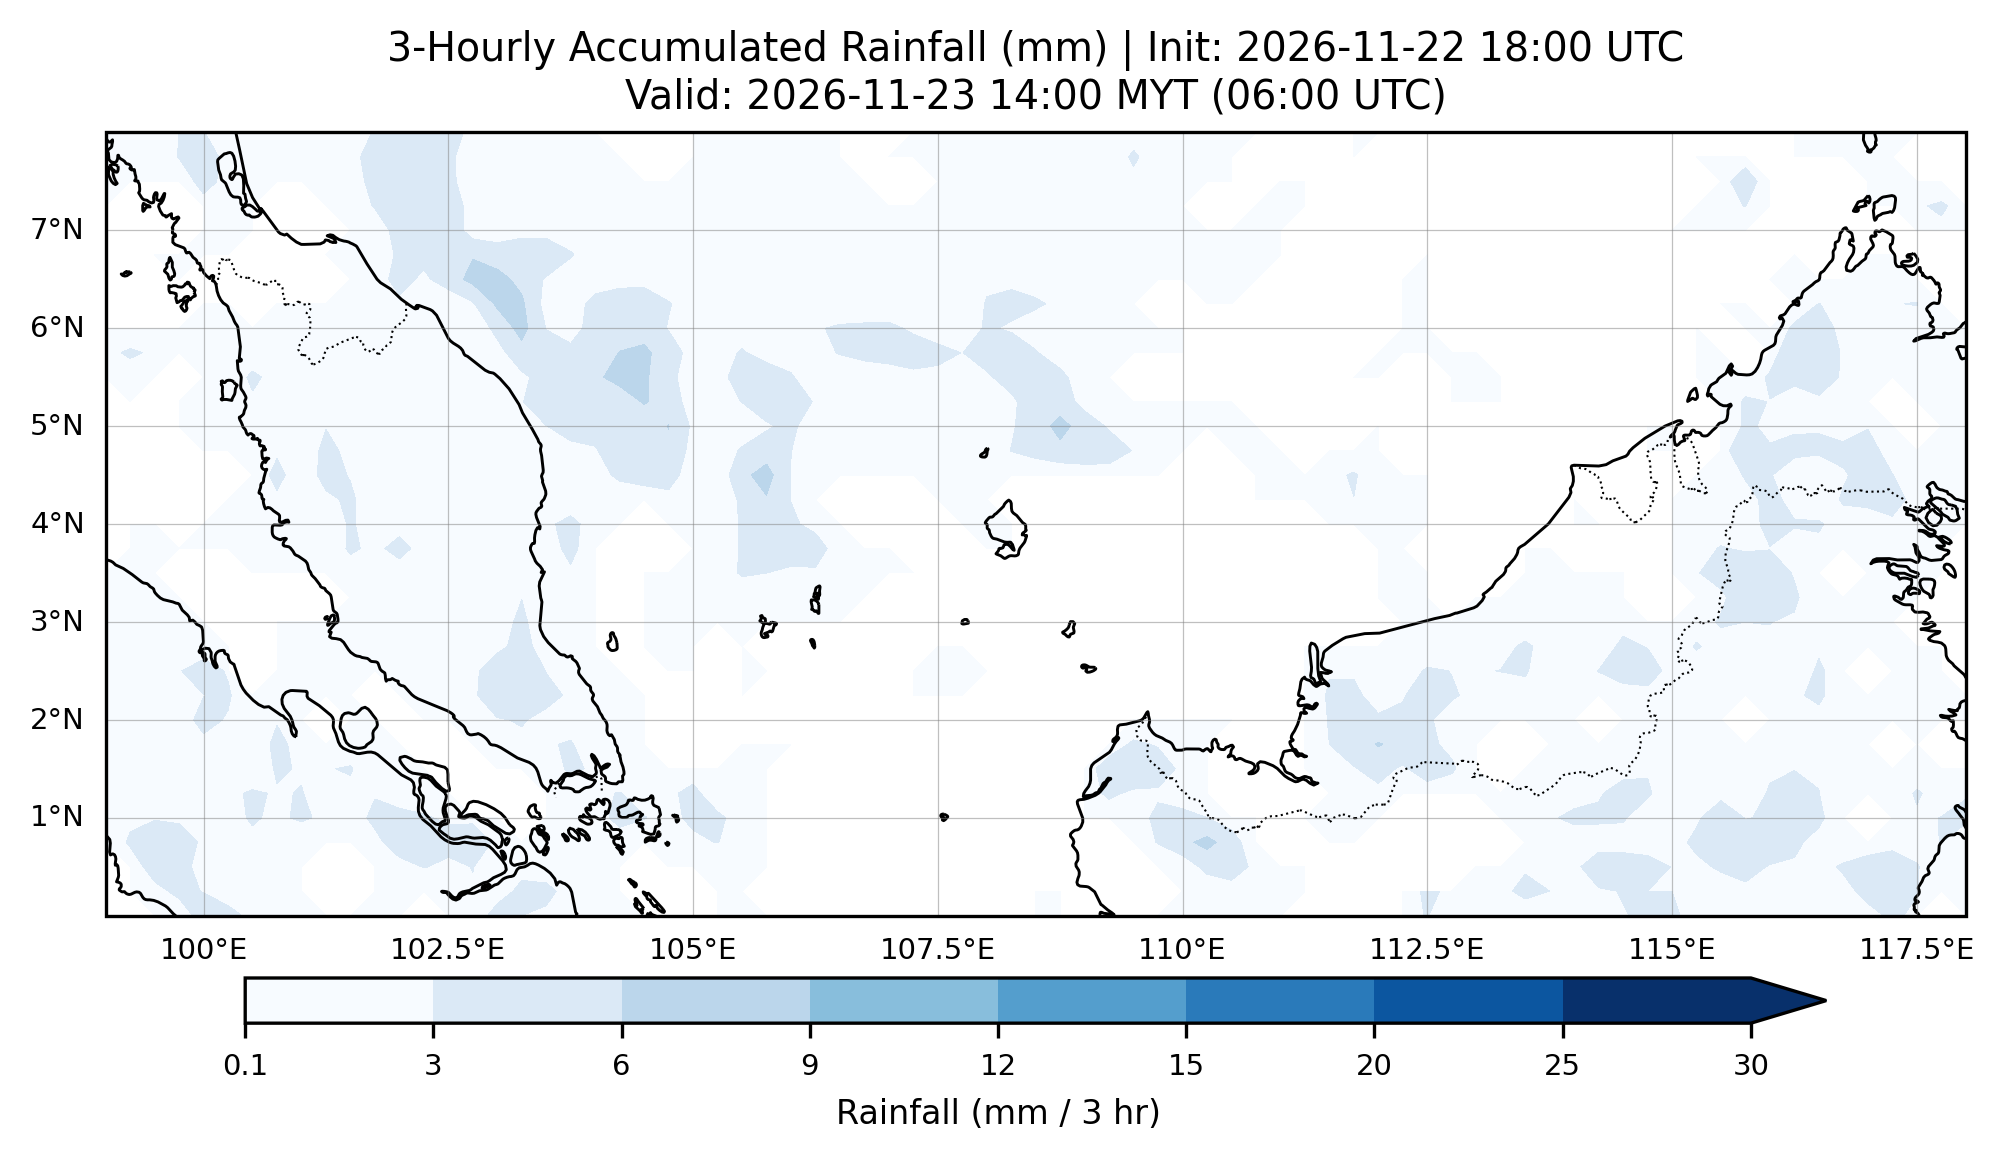 3-Hourly Accumulated Rainfall (mm) | Init: 2026-11-22 18:00 UTC
Valid: 2026-11-23 14:00 MYT (06:00 UTC)
7°N
6°N
5°N
4°N
3°N
2°N
1°N
100°E 102.5°E 105°E 107.5°E 110°E 112.5°E 115°E 117.5°E
0.1 3 6 9 12 15 20 25 30
Rainfall (mm / 3 hr)